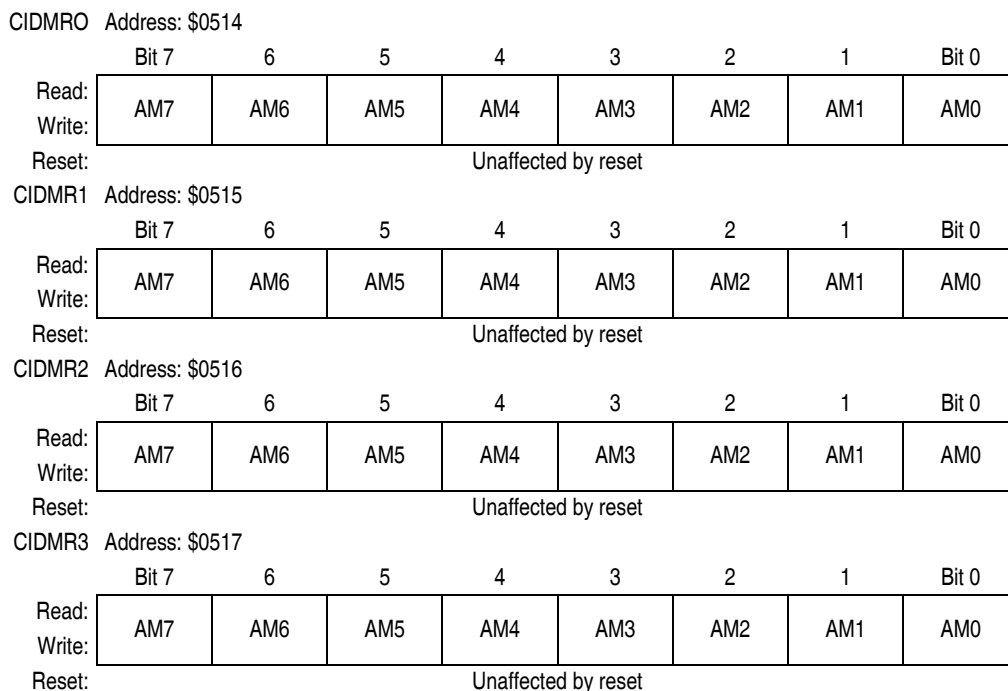 CIDMRO Address: $0514
Bit 7 6 5 4 3 2 1 Bit 0
Read:
AM7 AM6 AM5 AM4 AM3 AM2 AM1 AM0
Write:
Reset: Unaffected by reset
CIDMR1 Address: $0515
Bit 7 6 5 4 3 2 1 Bit 0
Read:
AM7 AM6 AM5 AM4 AM3 AM2 AM1 AM0
Write:
Reset: Unaffected by reset
CIDMR2 Address: $0516
Bit 7 6 5 4 3 2 1 Bit 0
Read:
AM7 AM6 AM5 AM4 AM3 AM2 AM1 AM0
Write:
Reset: Unaffected by reset
CIDMR3 Address: $0517
Bit 7 6 5 4 3 2 1 Bit 0
Read:
AM7 AM6 AM5 AM4 AM3 AM2 AM1 AM0
Write:
Reset: Unaffected by reset